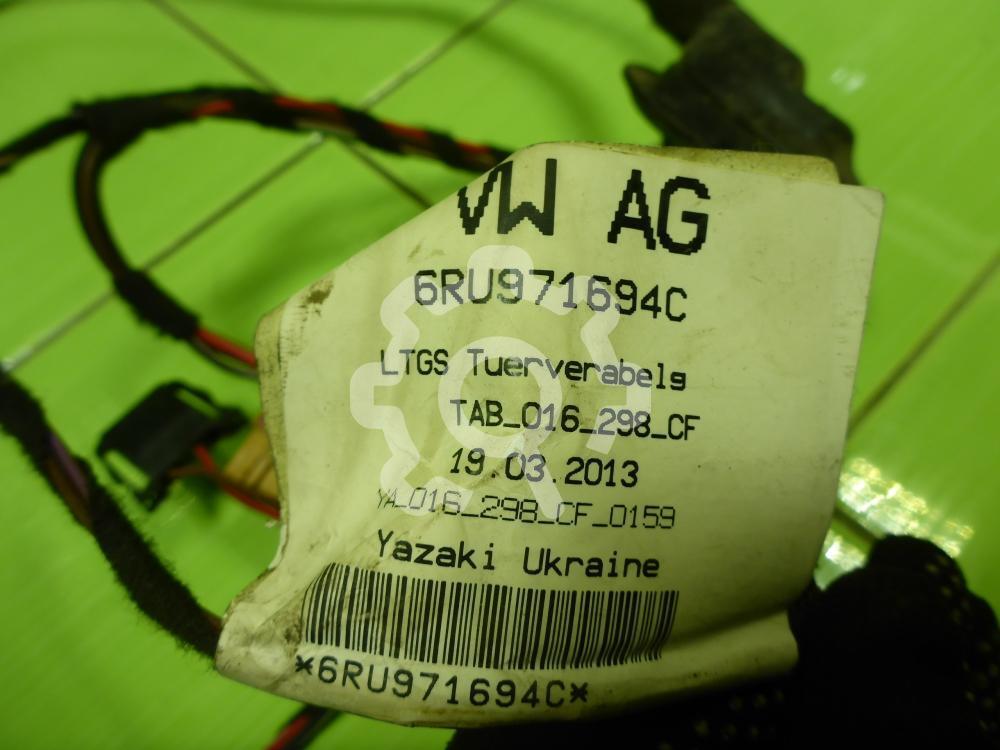 VW AG
6RU971694C
LTGS Tuerverabels
TAB_016_298_CF
19.03.2013
YA_016_298_CF_0159
Yazaki Ukraine
*6RU971694C*